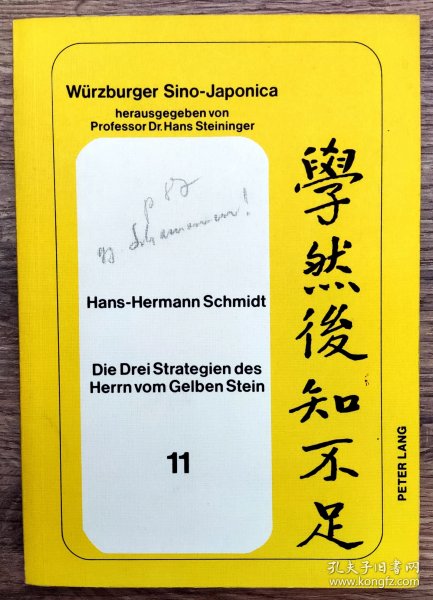 Würzburger Sino-Japonica
herausgegeben von
Professor Dr. Hans Steininger
p 87
Hans-Hermann Schmidt
Die Drei Strategien des
Herrn vom Gelben Stein
11
學然後知不足
PETER LANG
孔夫子旧书网
www.kongfz.com